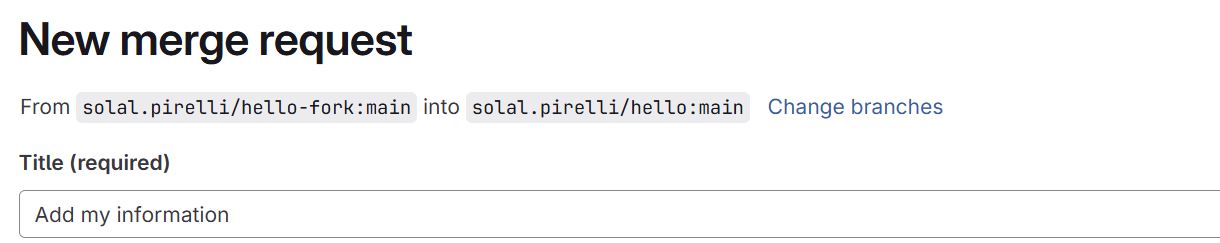 New merge request
From solal.pirelli/hello-fork:main into solal.pirelli/hello:main Change branches
Title (required)
Add my information